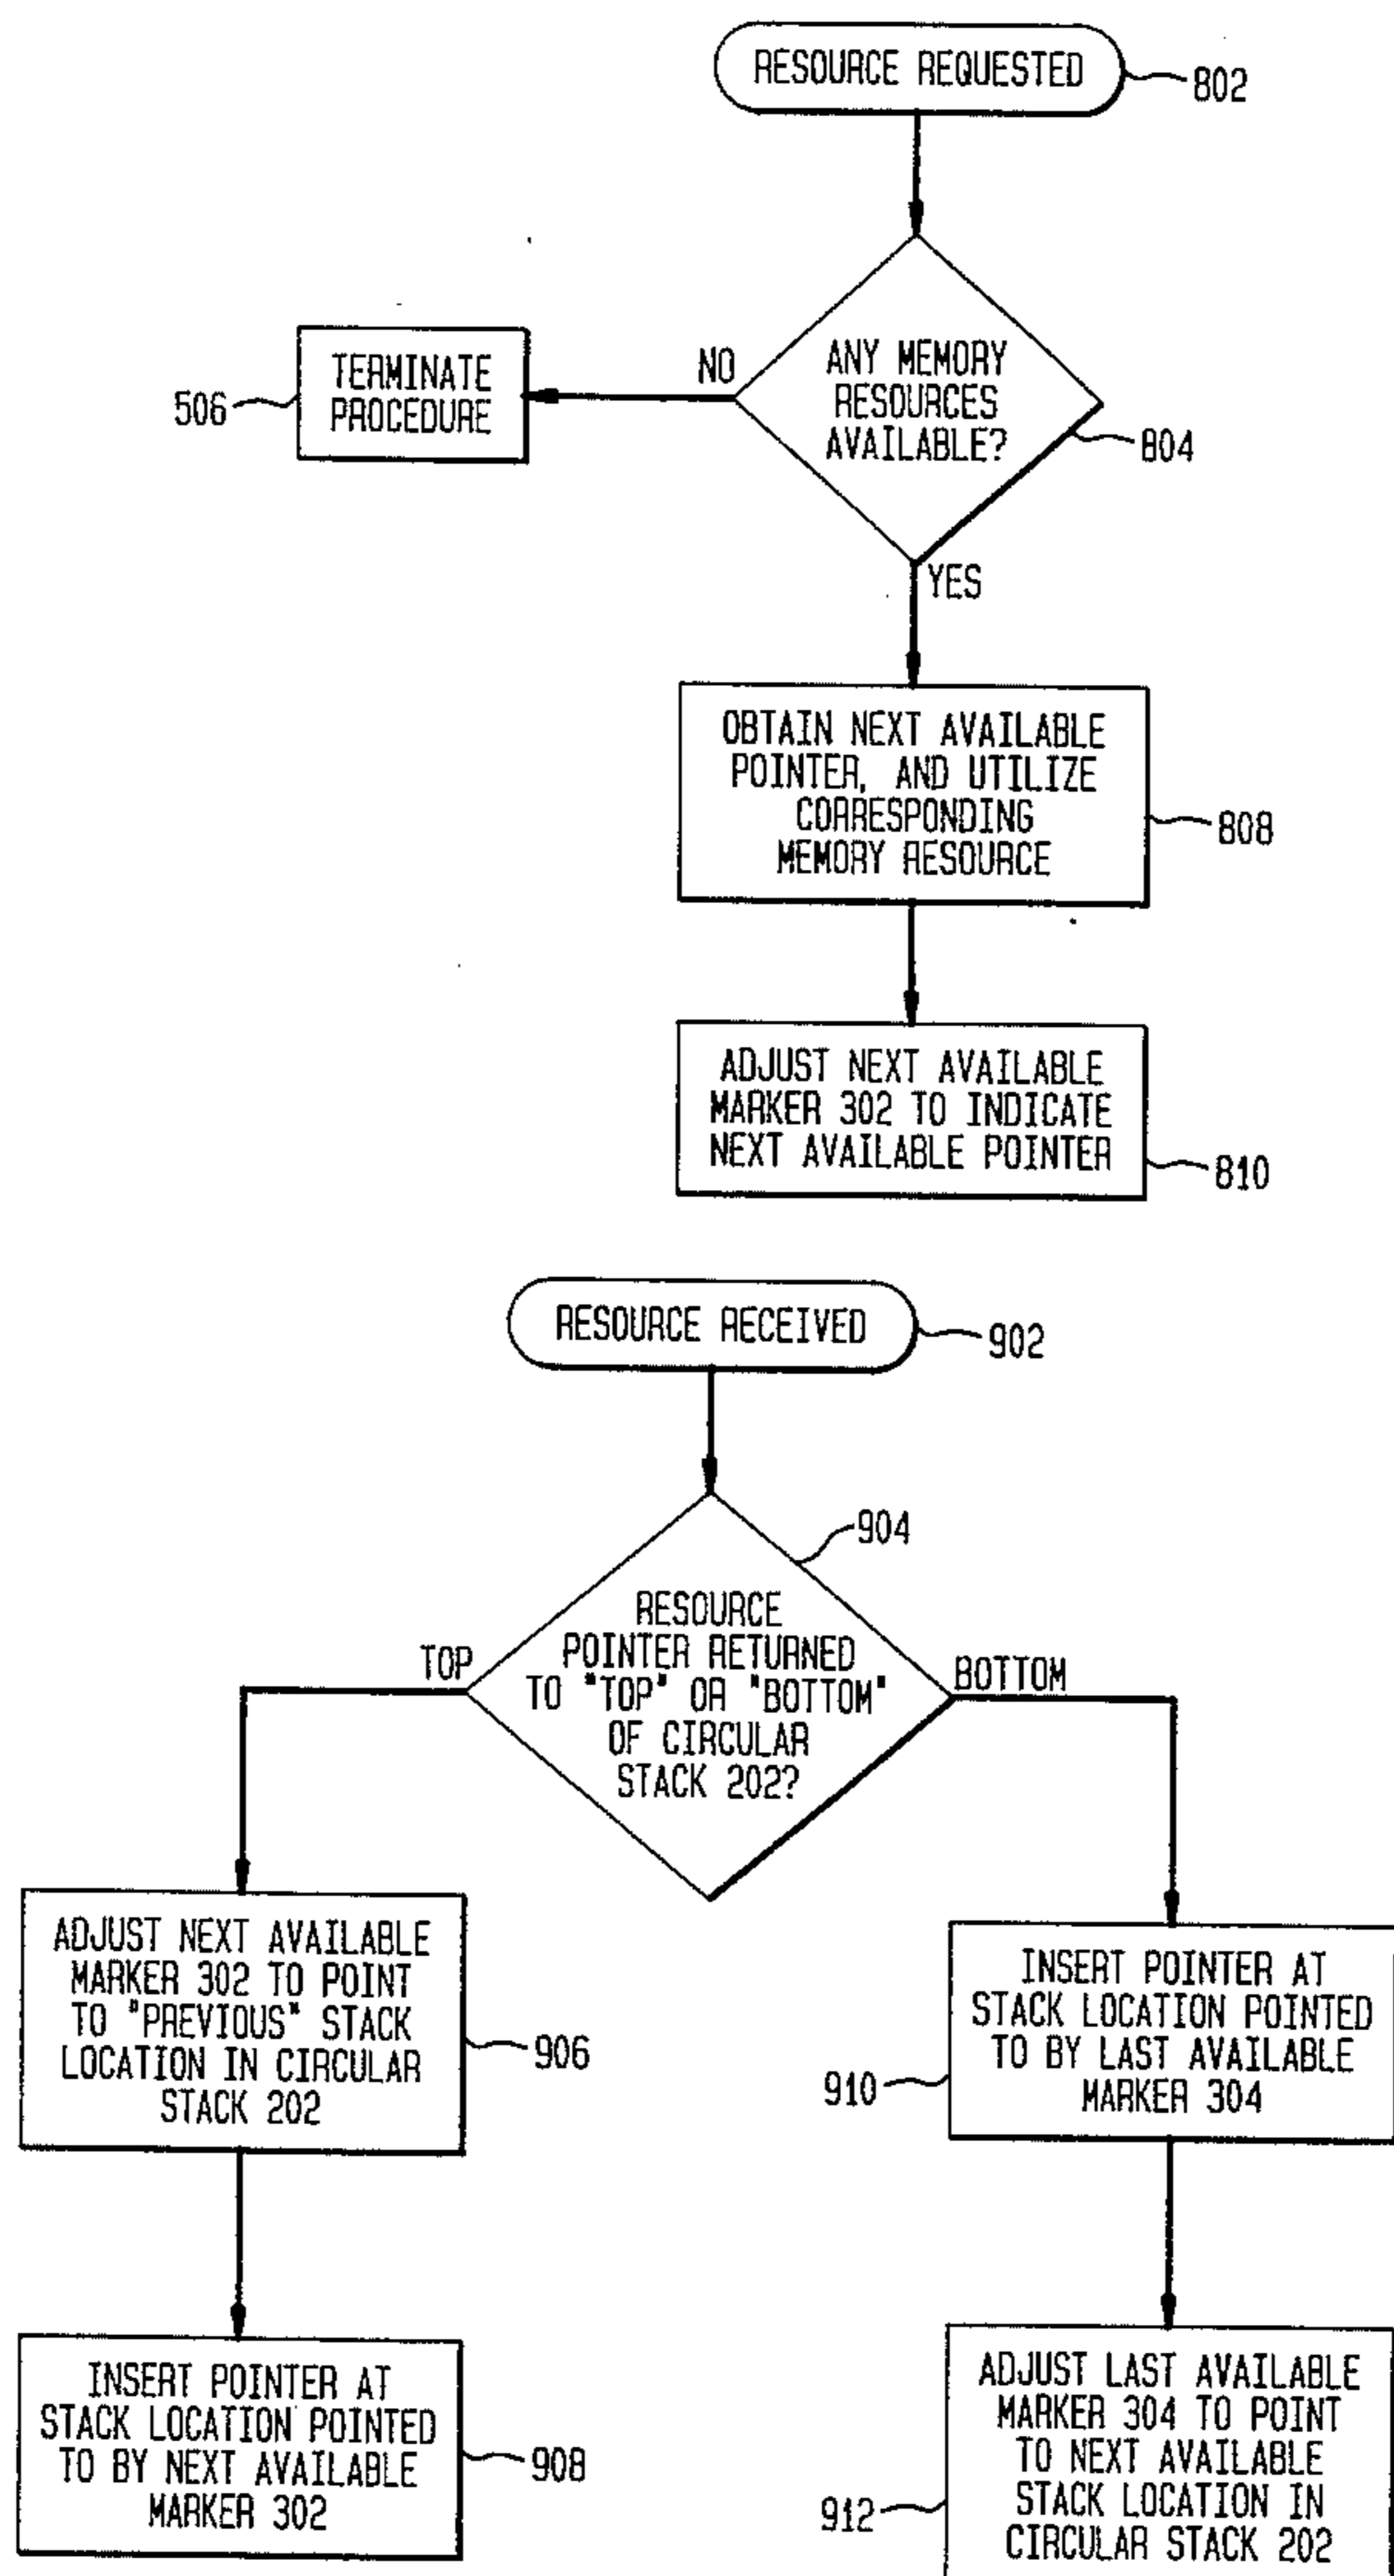 RESOURCE REQUESTED
802
ANY MEMORY
RESOURCES
AVAILABLE?
804
NO
TERMINATE
PROCEDURE
506
YES
OBTAIN NEXT AVAILABLE
POINTER, AND UTILIZE
CORRESPONDING
MEMORY RESOURCE
808
ADJUST NEXT AVAILABLE
MARKER 302 TO INDICATE
NEXT AVAILABLE POINTER
810
RESOURCE RECEIVED
902
904
RESOURCE
POINTER RETURNED
TO "TOP" OR "BOTTOM"
OF CIRCULAR
STACK 202?
TOP
BOTTOM
ADJUST NEXT AVAILABLE
MARKER 302 TO POINT
TO "PREVIOUS" STACK
LOCATION IN CIRCULAR
STACK 202
906
INSERT POINTER AT
STACK LOCATION POINTED
TO BY NEXT AVAILABLE
MARKER 302
908
INSERT POINTER AT
STACK LOCATION POINTED
TO BY LAST AVAILABLE
MARKER 304
910
ADJUST LAST AVAILABLE
MARKER 304 TO POINT
TO NEXT AVAILABLE
STACK LOCATION IN
CIRCULAR STACK 202
912